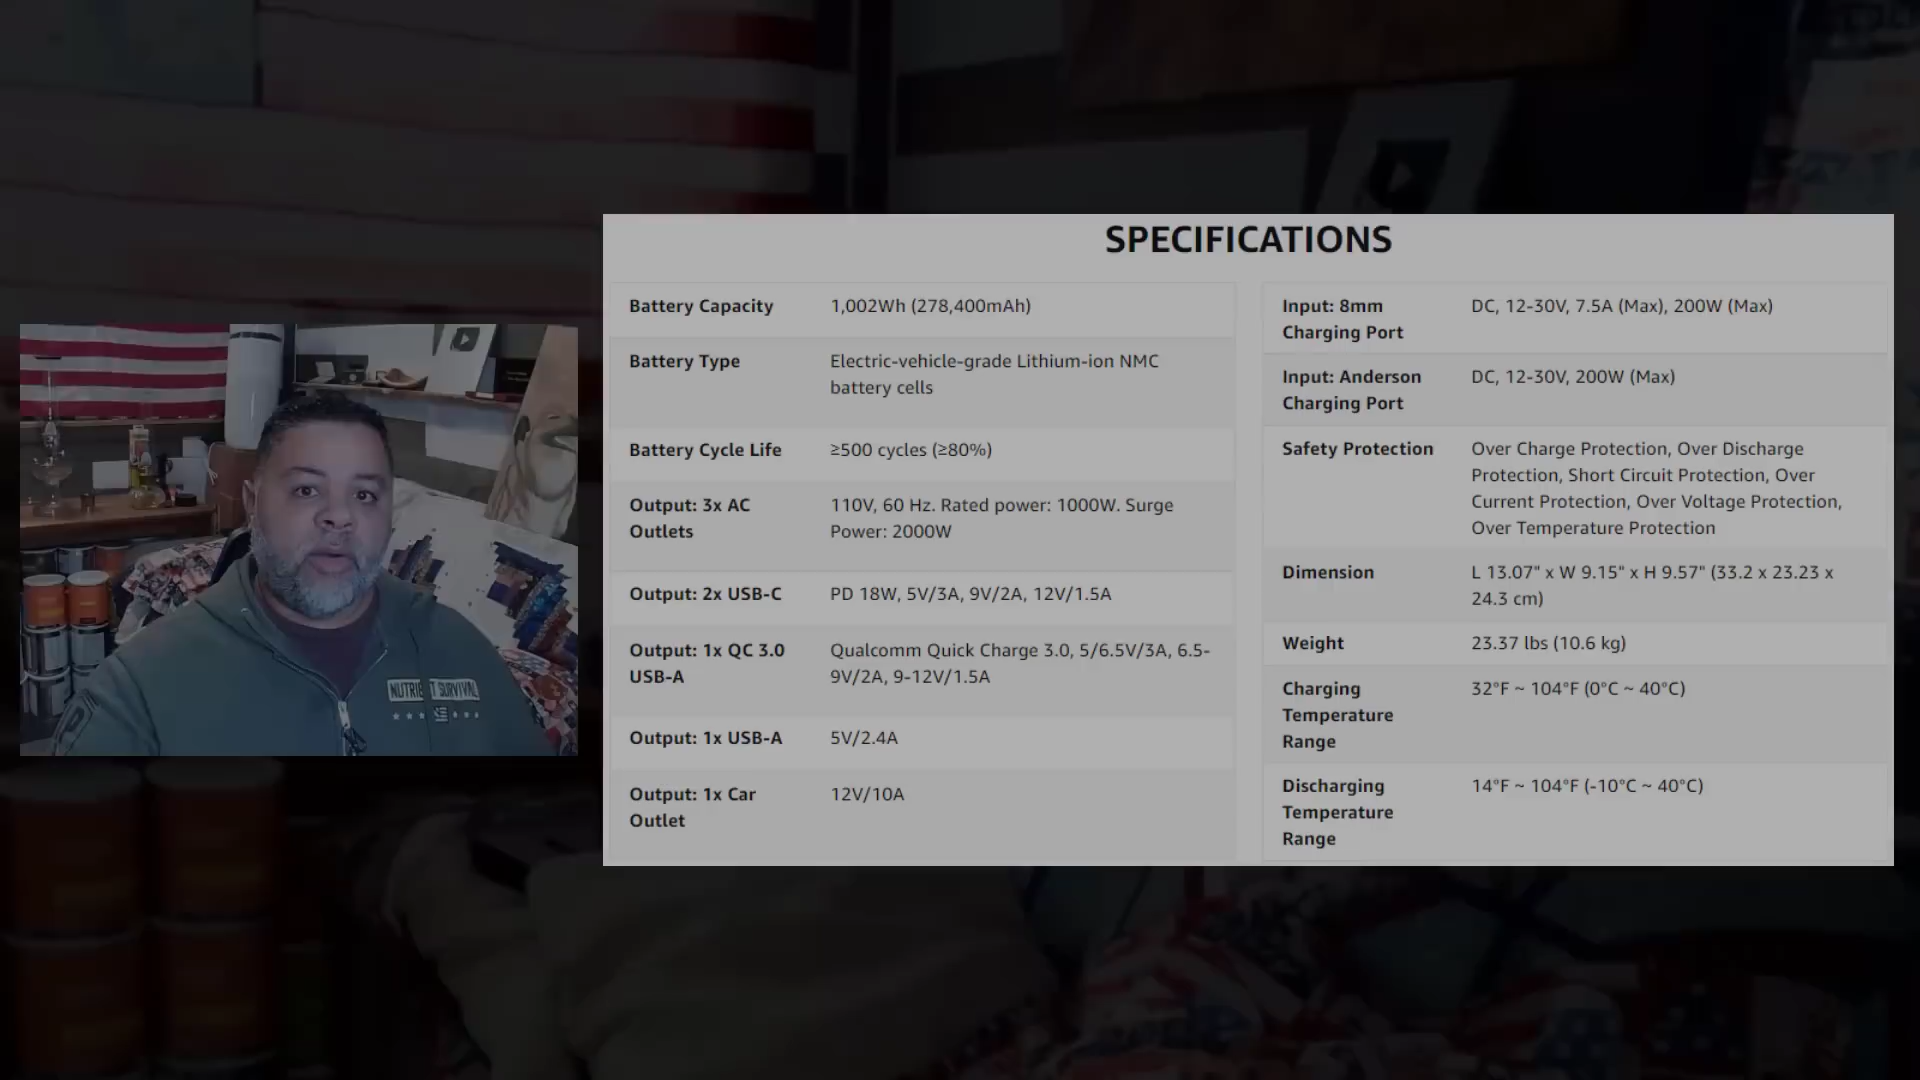 SPECIFICATIONS
Battery Capacity
1,002Wh (278,400mAh)
Battery Type
Electric-vehicle-grade Lithium-ion NMC
battery cells
Battery Cycle Life
≥500 cycles (≥80%)
Output: 3x AC
Outlets
110V, 60 Hz. Rated power: 1000W. Surge
Power: 2000W
Output: 2x USB-C
PD 18W, 5V/3A, 9V/2A, 12V/1.5A
Output: 1x QC 3.0
USB-A
Qualcomm Quick Charge 3.0, 5/6.5V/3A, 6.5-
9V/2A, 9-12V/1.5A
Output: 1x USB-A
5V/2.4A
Output: 1x Car
Outlet
12V/10A
Input: 8mm
Charging Port
DC, 12-30V, 7.5A (Max), 200W (Max)
Input: Anderson
Charging Port
DC, 12-30V, 200W (Max)
Safety Protection
Over Charge Protection, Over Discharge
Protection, Short Circuit Protection, Over
Current Protection, Over Voltage Protection,
Over Temperature Protection
Dimension
L 13.07" x W 9.15" x H 9.57" (33.2 x 23.23 x
24.3 cm)
Weight
23.37 lbs (10.6 kg)
Charging
Temperature
Range
32°F ~ 104°F (0°C ~ 40°C)
Discharging
Temperature
Range
14°F ~ 104°F (-10°C ~ 40°C)
SURVIVAL